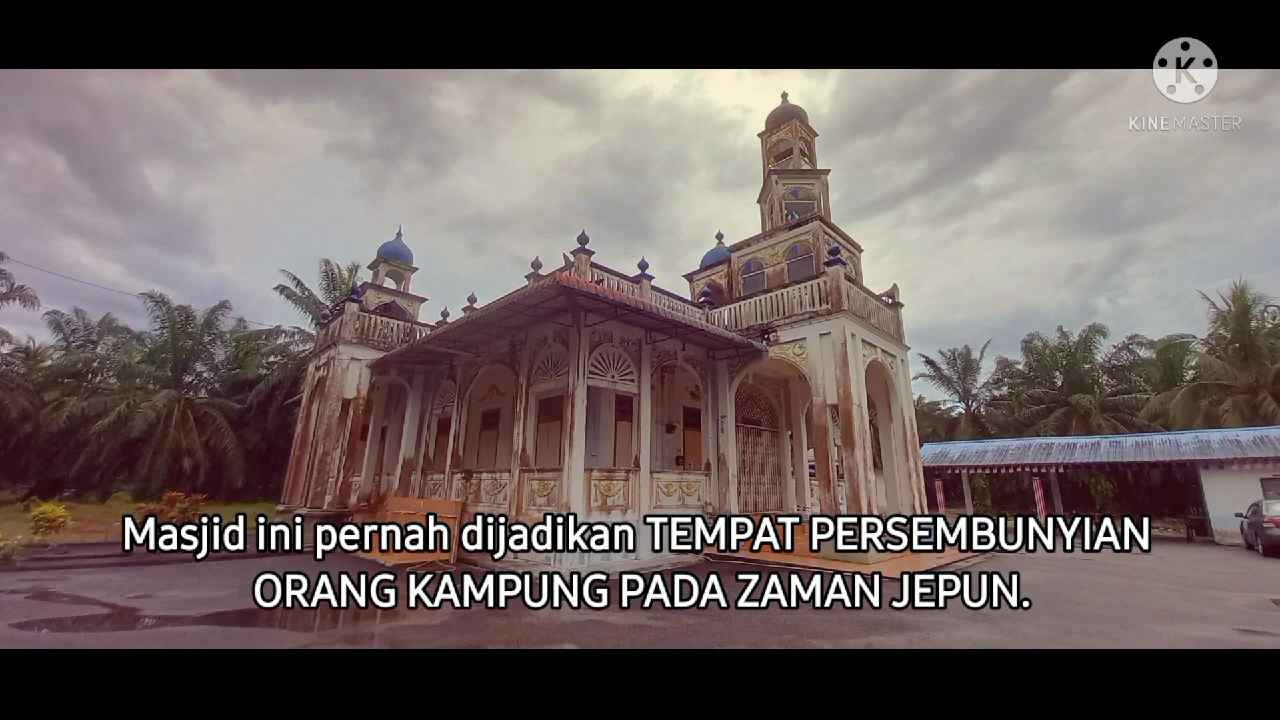 K
KINEMASTER
Masjid ini pernah dijadikan TEMPAT PERSEMBUNYIAN
ORANG KAMPUNG PADA ZAMAN JEPUN.